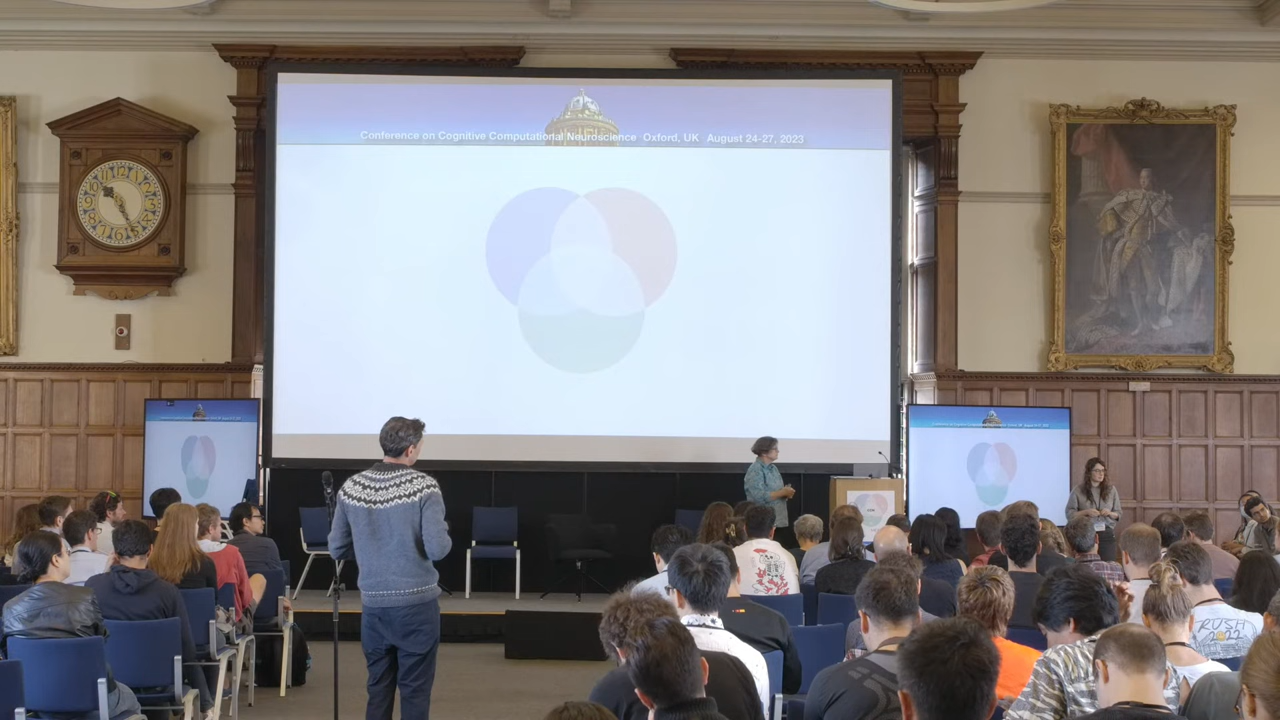 Conference on Cognitive Computational Neuroscience Oxford, UK August 24-27, 2023
RUSH
2022